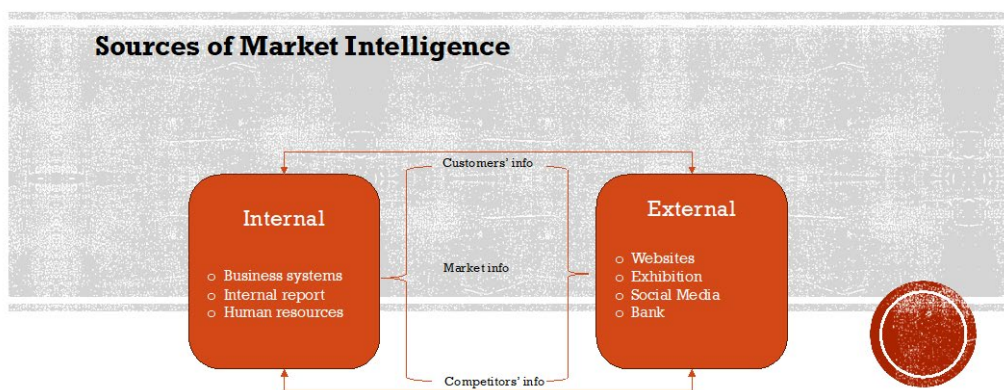 Sources of Market Intelligence
Customers' info
Internal
○ Business systems
○ Internal report
○ Human resources
Market info
External
○ Websites
○ Exhibition
○ Social Media
○ Bank
Competitors' info